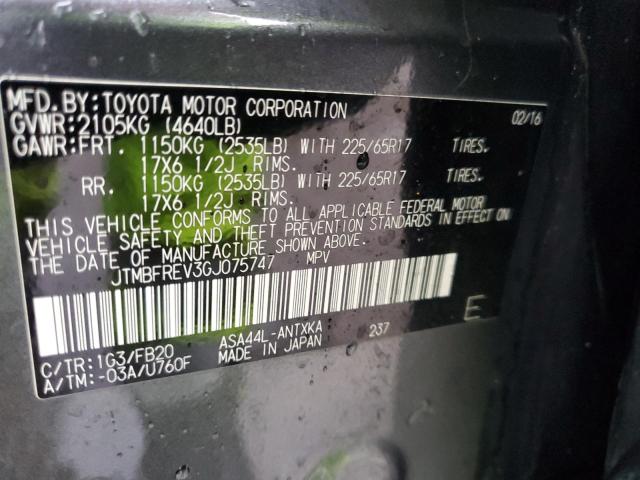 MFD.BY:TOYOTA MOTOR CORPORATION 02/16
GVWR:2105KG (4640LB)
GAWR:FRT. 1150KG (2535LB) WITH 225/65R17 TIRES.
17X6 1/2J RIMS.
RR. 1150KG (2535LB) WITH 225/65R17 TIRES.
17X6 1/2J RIMS.
THIS VEHICLE CONFORMS TO ALL APPLICABLE FEDERAL MOTOR
VEHICLE SAFETY AND THEFT PREVENTION STANDARDS IN EFFECT ON
THE DATE OF MANUFACTURE SHOWN ABOVE.
JTMBFREV3GJ075747 MPV
E
C/TR:1G3/FB20 ASA44L-ANTXKA 237
A/TM:-03A/U760F MADE IN JAPAN